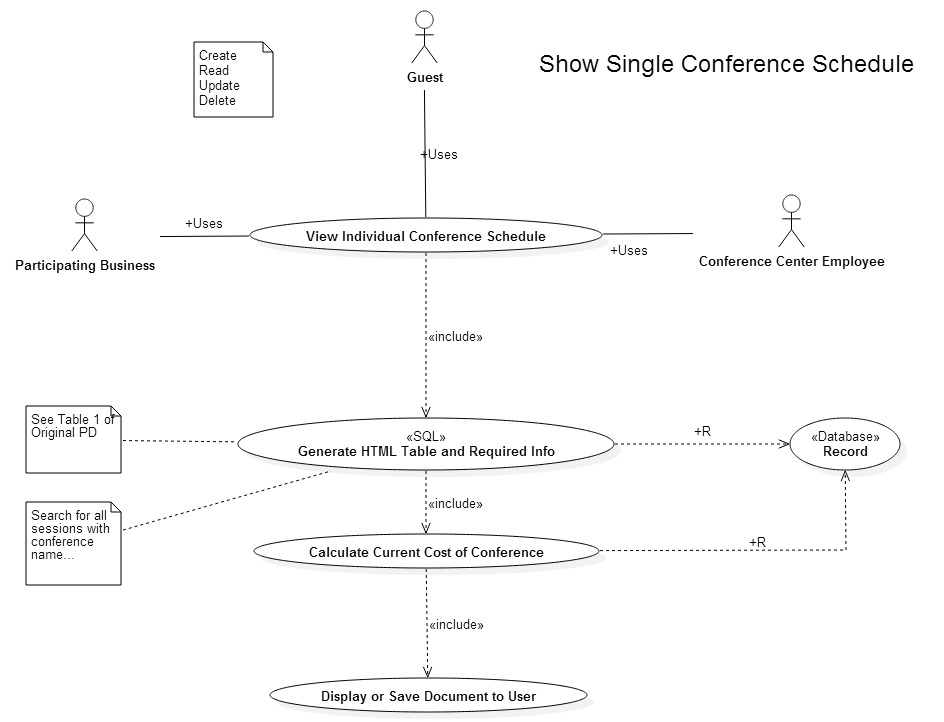 Create
Read
Update
Delete
Guest
Show Single Conference Schedule
+Uses
+Uses
Participating Business
View Individual Conference Schedule
+Uses
Conference Center Employee
«include»
See Table 1 of
Original PD
«SQL»
Generate HTML Table and Required Info
+R
«Database»
Record
Search for all
sessions with
conference
name...
«include»
Calculate Current Cost of Conference
+R
«include»
Display or Save Document to User